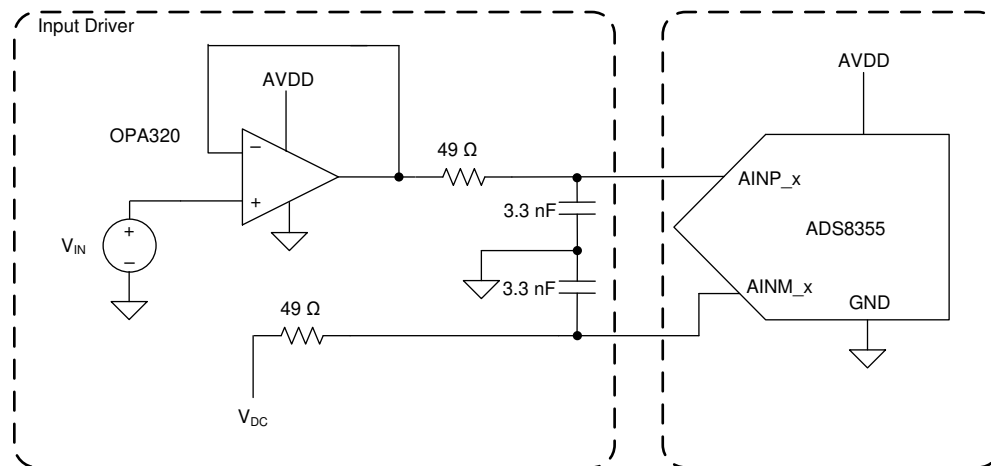 Input Driver
AVDD
OPA320
−
+
49 Ω
V_IN
+
−
3.3 nF
3.3 nF
49 Ω
V_DC
AVDD
AINP_x
ADS8355
AINM_x
GND